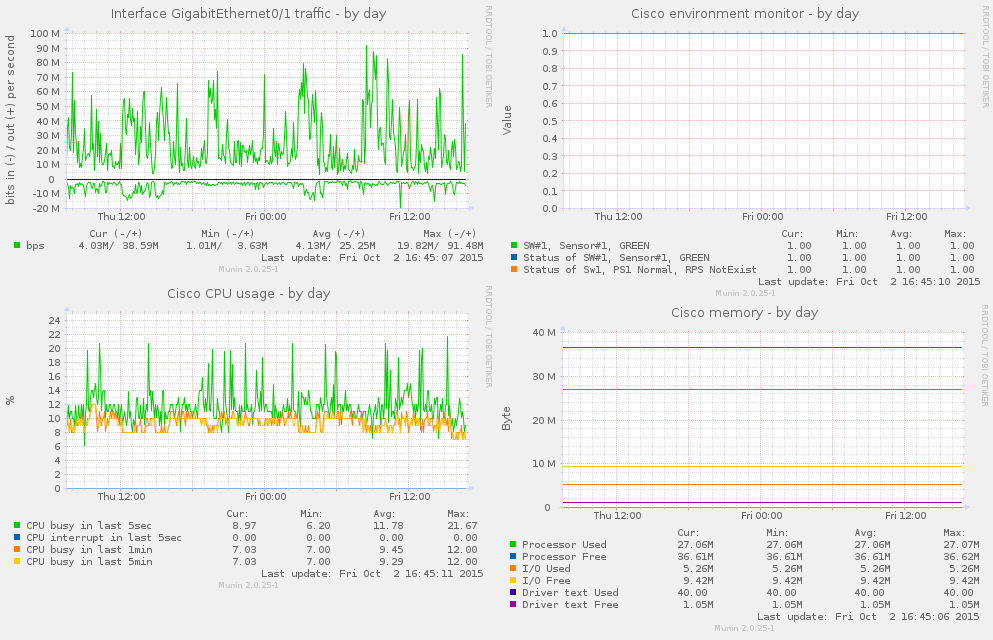 Interface GigabitEthernet0/1 traffic - by day
RRDTOOL / TOBI OETIKER
bits in (-) / out (+) per second
100 M
90 M
80 M
70 M
60 M
50 M
40 M
30 M
20 M
10 M
0
-10 M
-20 M
Thu 12:00 Fri 00:00 Fri 12:00
Cur (-/+) Min (-/+) Avg (-/+) Max (-/+)
bps 4.03M/ 38.59M 1.01M/ 3.63M 4.13M/ 25.25M 19.82M/ 91.48M
Last update: Fri Oct 2 16:45:07 2015
Munin 2.0.25-1
Cisco environment monitor - by day
RRDTOOL / TOBI OETIKER
Value
1.0
0.9
0.8
0.7
0.6
0.5
0.4
0.3
0.2
0.1
0.0
Thu 12:00 Fri 00:00 Fri 12:00
Cur: Min: Avg: Max:
SW#1, Sensor#1, GREEN 1.00 1.00 1.00 1.00
Status of SW#1, Sensor#1, GREEN 1.00 1.00 1.00 1.00
Status of Sw1, PS1 Normal, RPS NotExist 1.00 1.00 1.00 1.00
Last update: Fri Oct 2 16:45:10 2015
Munin 2.0.25-1
Cisco CPU usage - by day
RRDTOOL / TOBI OETIKER
%
24
22
20
18
16
14
12
10
8
6
4
2
0
Thu 12:00 Fri 00:00 Fri 12:00
Cur: Min: Avg: Max:
CPU busy in last 5sec 8.97 6.20 11.78 21.67
CPU interrupt in last 5sec 0.00 0.00 0.00 0.00
CPU busy in last 1min 7.03 7.00 9.45 12.00
CPU busy in last 5min 7.03 7.00 9.29 12.00
Last update: Fri Oct 2 16:45:11 2015
Munin 2.0.25-1
Cisco memory - by day
RRDTOOL / TOBI OETIKER
Byte
40 M
30 M
20 M
10 M
0
Thu 12:00 Fri 00:00 Fri 12:00
Cur: Min: Avg: Max:
Processor Used 27.06M 27.06M 27.06M 27.07M
Processor Free 36.61M 36.61M 36.61M 36.62M
I/O Used 5.26M 5.26M 5.26M 5.26M
I/O Free 9.42M 9.42M 9.42M 9.42M
Driver text Used 40.00 40.00 40.00 40.00
Driver text Free 1.05M 1.05M 1.05M 1.05M
Last update: Fri Oct 2 16:45:06 2015
Munin 2.0.25-1